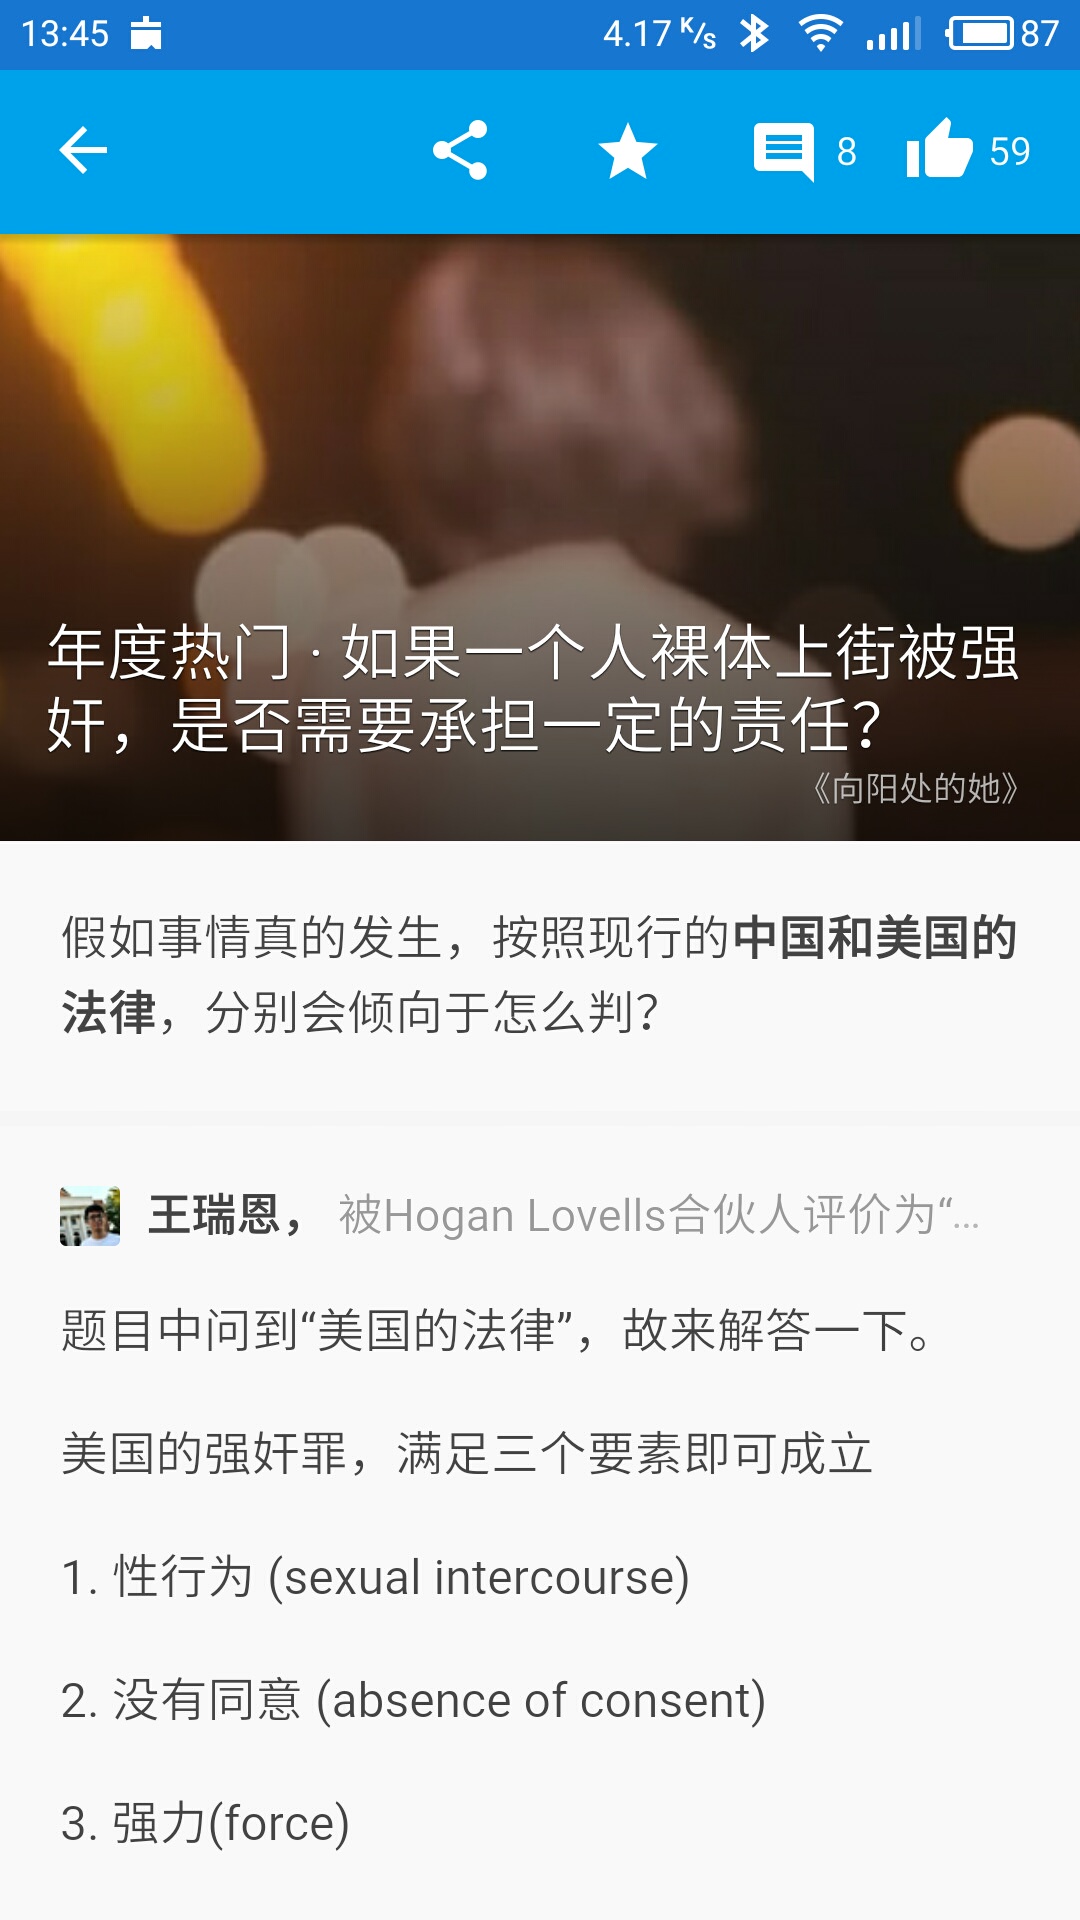 13:45
4.17 K/s
87
8
59
年度热门 · 如果一个人裸体上街被强
奸，是否需要承担一定的责任？
《向阳处的她》
假如事情真的发生，按照现行的中国和美国的
法律，分别会倾向于怎么判？
王瑞恩， 被Hogan Lovells合伙人评价为“...
题目中问到“美国的法律”，故来解答一下。
美国的强奸罪，满足三个要素即可成立
1. 性行为 (sexual intercourse)
2. 没有同意 (absence of consent)
3. 强力(force)